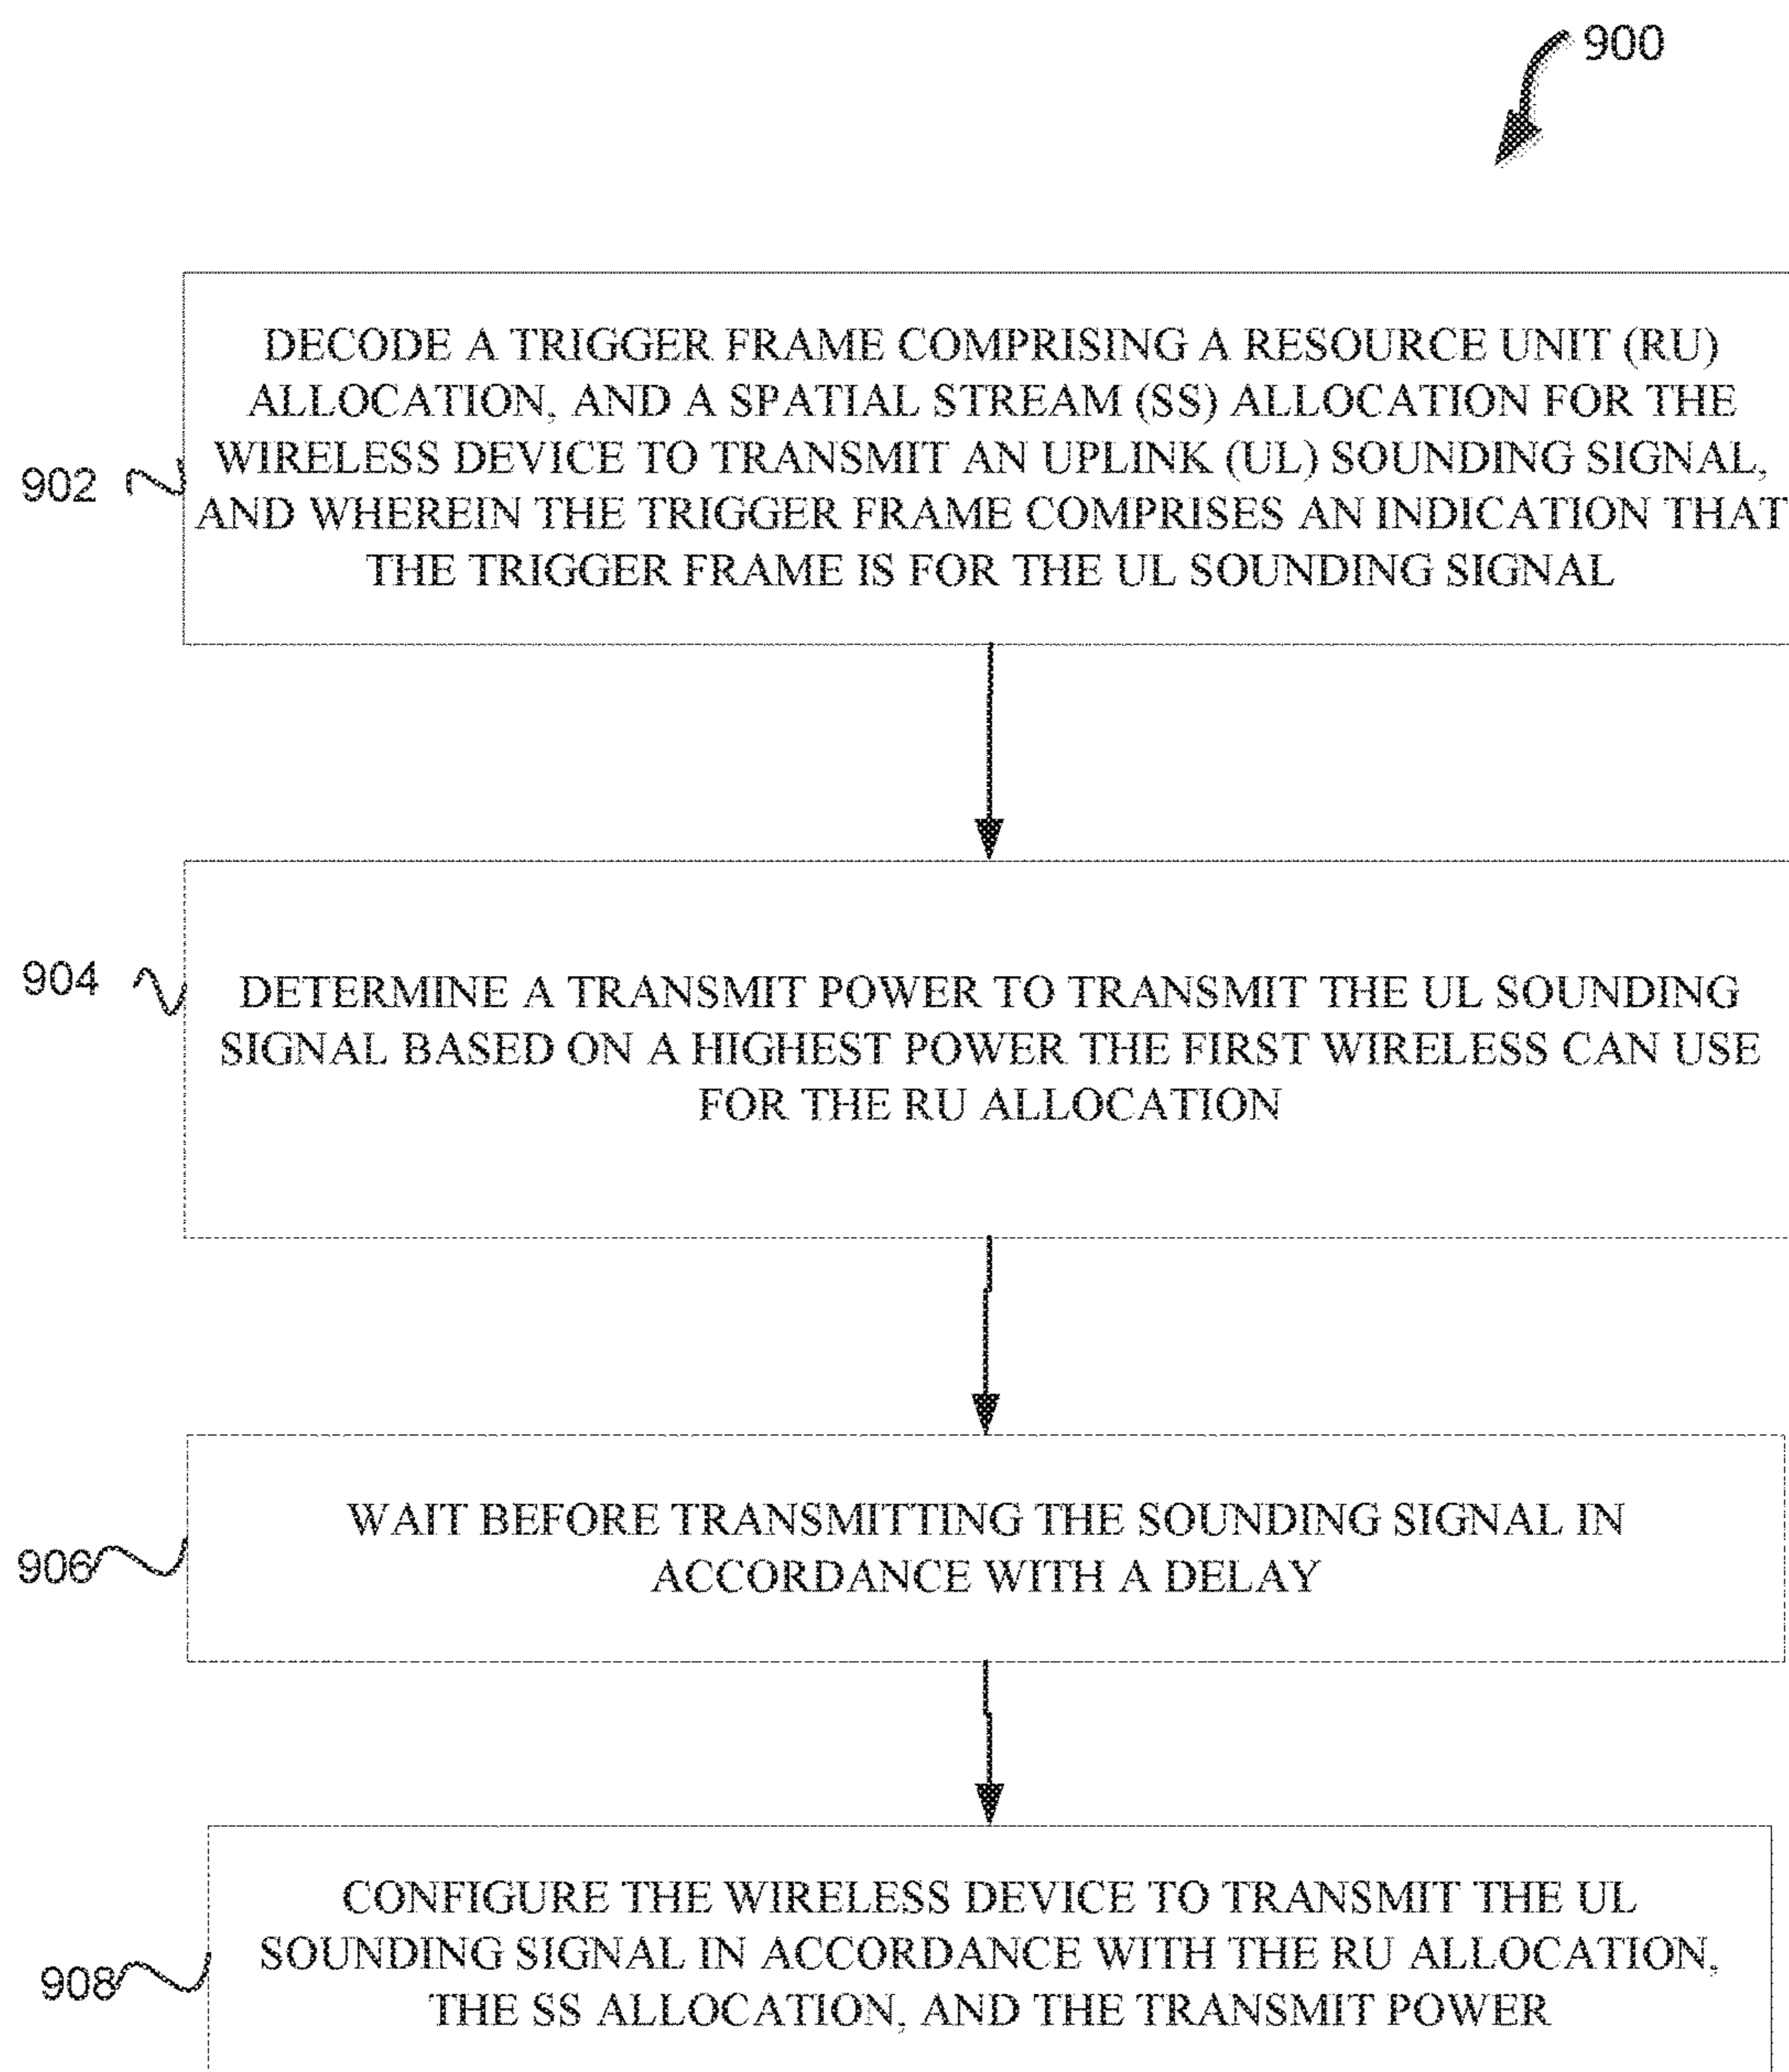 900
DECODE A TRIGGER FRAME COMPRISING A RESOURCE UNIT (RU)
ALLOCATION, AND A SPATIAL STREAM (SS) ALLOCATION FOR THE
WIRELESS DEVICE TO TRANSMIT AN UPLINK (UL) SOUNDING SIGNAL,
AND WHEREIN THE TRIGGER FRAME COMPRISES AN INDICATION THAT
THE TRIGGER FRAME IS FOR THE UL SOUNDING SIGNAL
902
904
DETERMINE A TRANSMIT POWER TO TRANSMIT THE UL SOUNDING
SIGNAL BASED ON A HIGHEST POWER THE FIRST WIRELESS CAN USE
FOR THE RU ALLOCATION
WAIT BEFORE TRANSMITTING THE SOUNDING SIGNAL IN
ACCORDANCE WITH A DELAY
906
CONFIGURE THE WIRELESS DEVICE TO TRANSMIT THE UL
SOUNDING SIGNAL IN ACCORDANCE WITH THE RU ALLOCATION,
THE SS ALLOCATION, AND THE TRANSMIT POWER
908